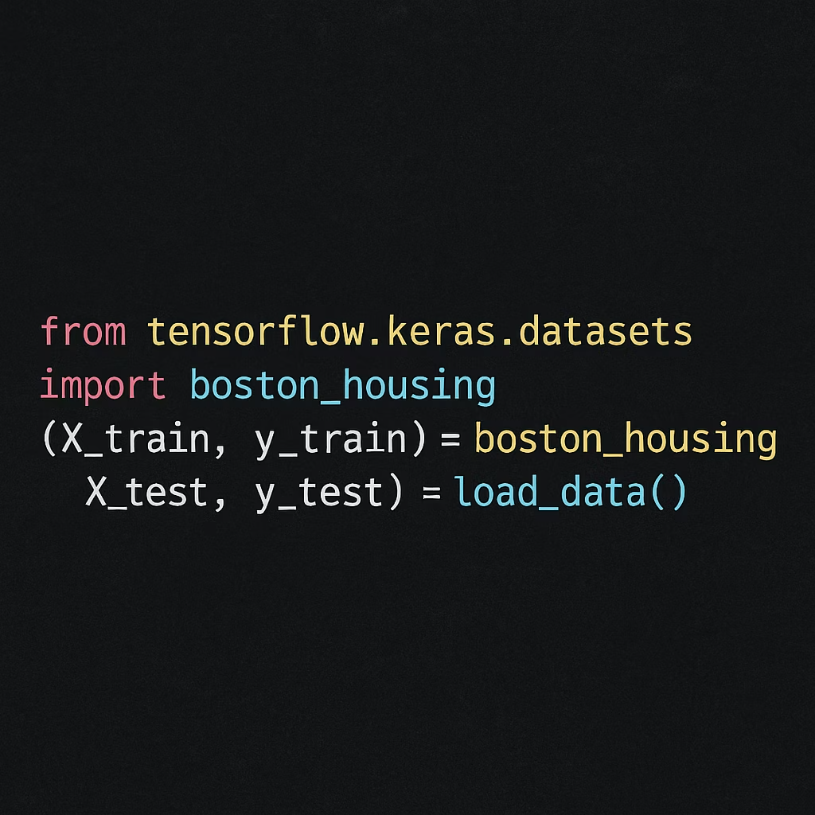 from tensorflow.keras.datasets
import boston_housing
(X_train, y_train) = boston_housing
X_test, y_test) = load_data()